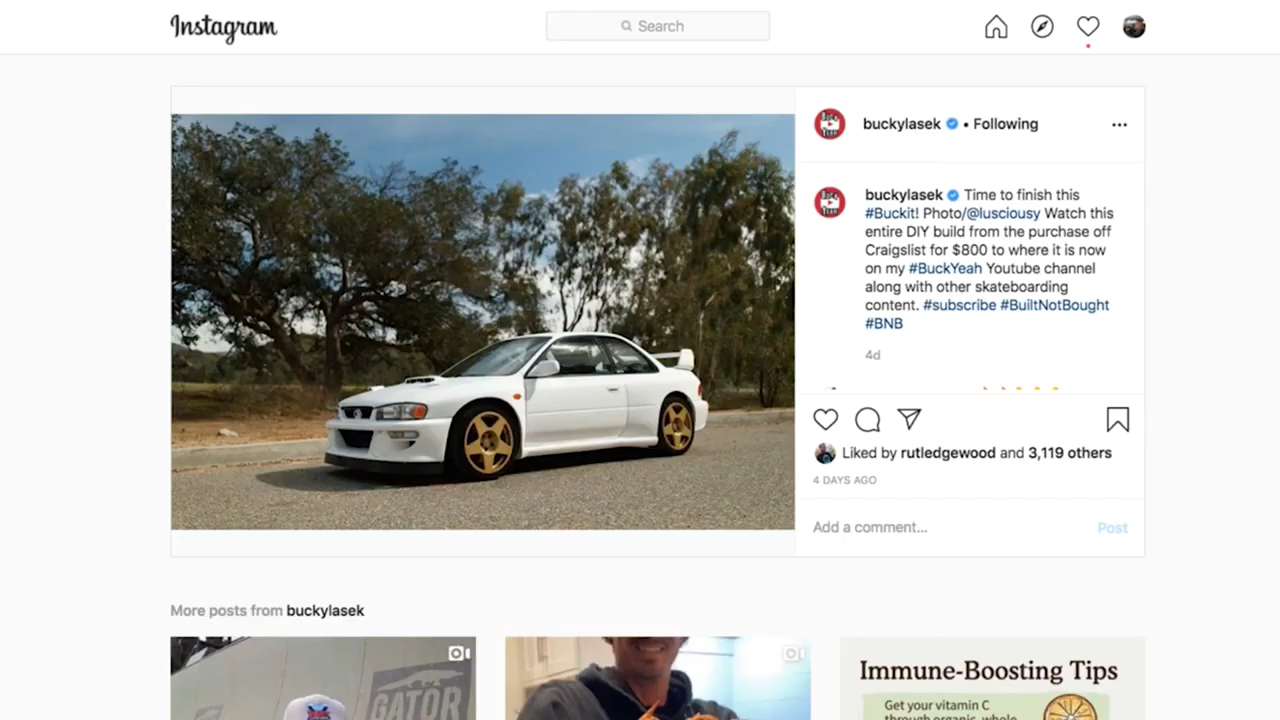 Instagram
Search
buckylasek • Following
buckylasek Time to finish this
#Buckit! Photo/@lusciousy Watch this
entire DIY build from the purchase off
Craigslist for $800 to where it is now
on my #BuckYeah Youtube channel
along with other skateboarding
content. #subscribe #BuiltNotBought
#BNB
4d
Liked by rutledgewood and 3,119 others
4 DAYS AGO
Add a comment...
Post
More posts from buckylasek
GATOR
Immune-Boosting Tips
Get your vitamin C
through organic, whole